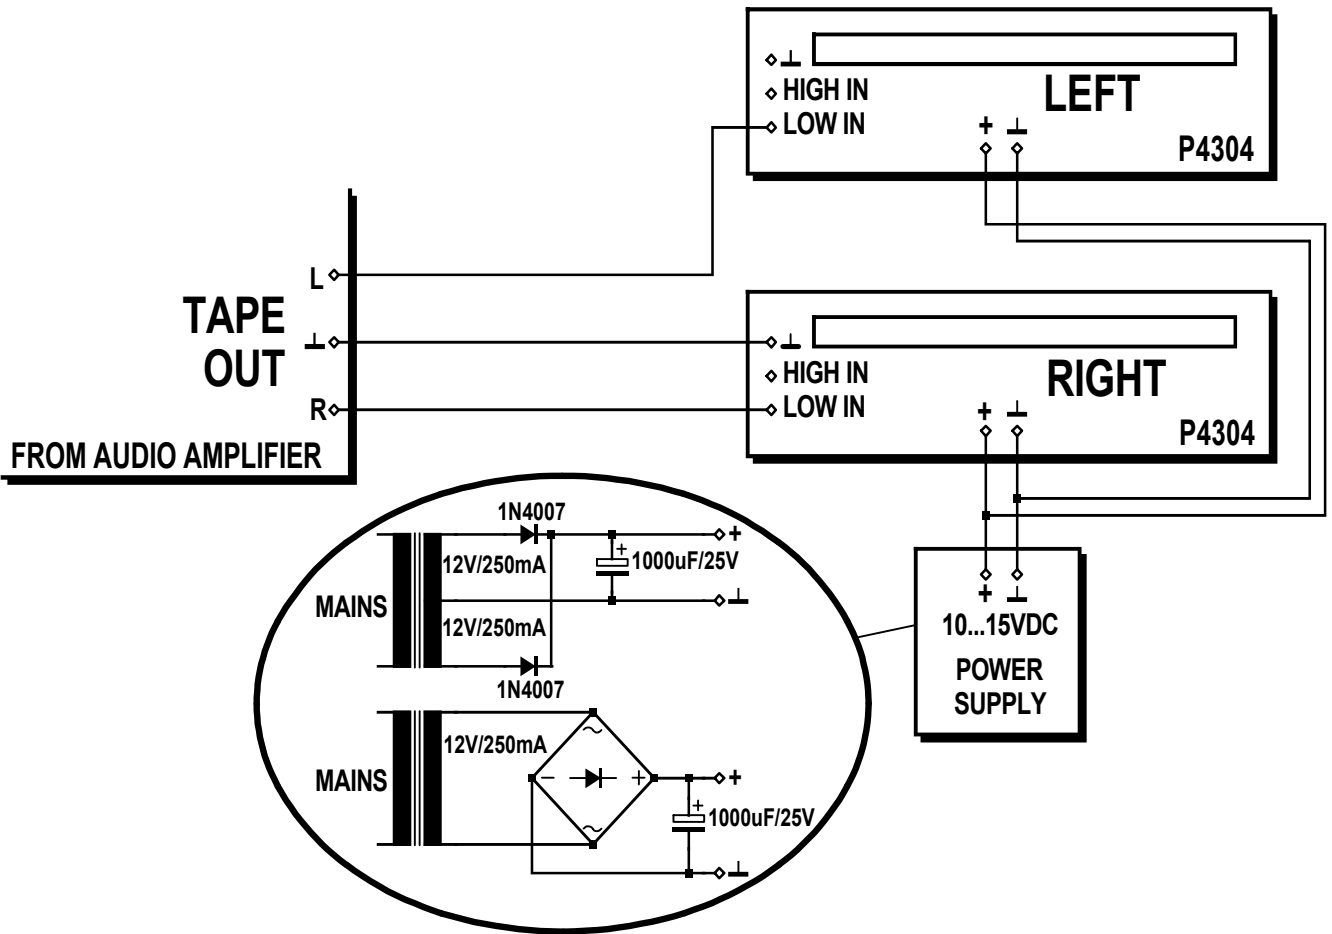 HIGH IN
LOW IN
LEFT
+
P4304
L
TAPE
OUT
R
FROM AUDIO AMPLIFIER
HIGH IN
LOW IN
RIGHT
+
P4304
1N4007
+
12V/250mA
+
1000uF/25V
MAINS
12V/250mA
1N4007
12V/250mA
~
MAINS
−
+
+
~
+
1000uF/25V
+
10...15VDC
POWER
SUPPLY